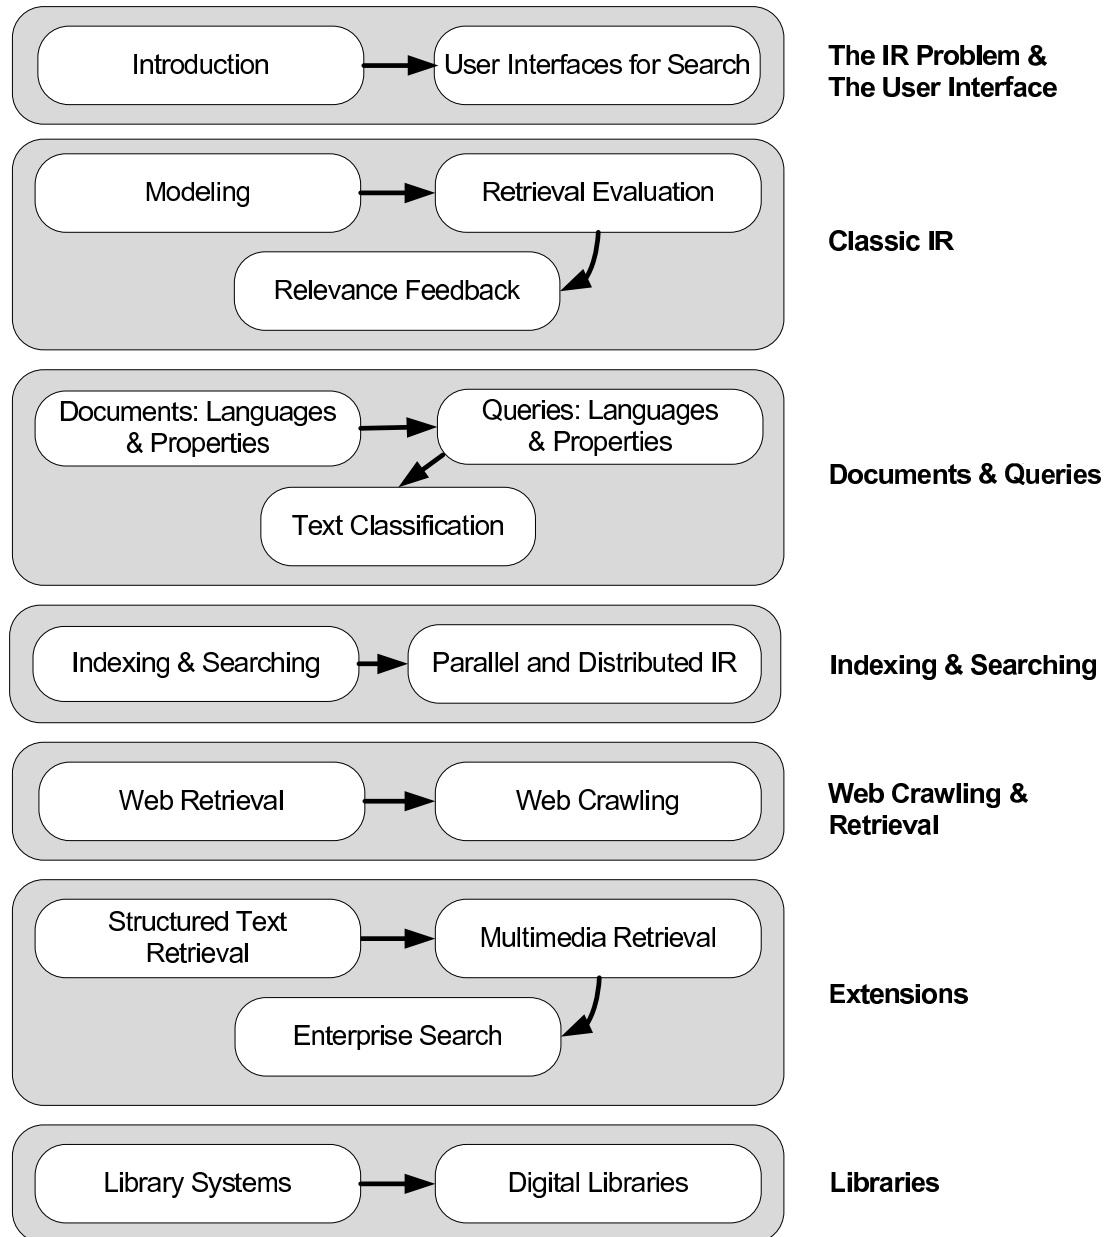 Introduction
User Interfaces for Search
The IR Problem &
The User Interface
Modeling
Retrieval Evaluation
Relevance Feedback
Classic IR
Documents: Languages
& Properties
Queries: Languages
& Properties
Text Classification
Documents & Queries
Indexing & Searching
Parallel and Distributed IR
Indexing & Searching
Web Retrieval
Web Crawling
Web Crawling &
Retrieval
Structured Text
Retrieval
Multimedia Retrieval
Enterprise Search
Extensions
Library Systems
Digital Libraries
Libraries